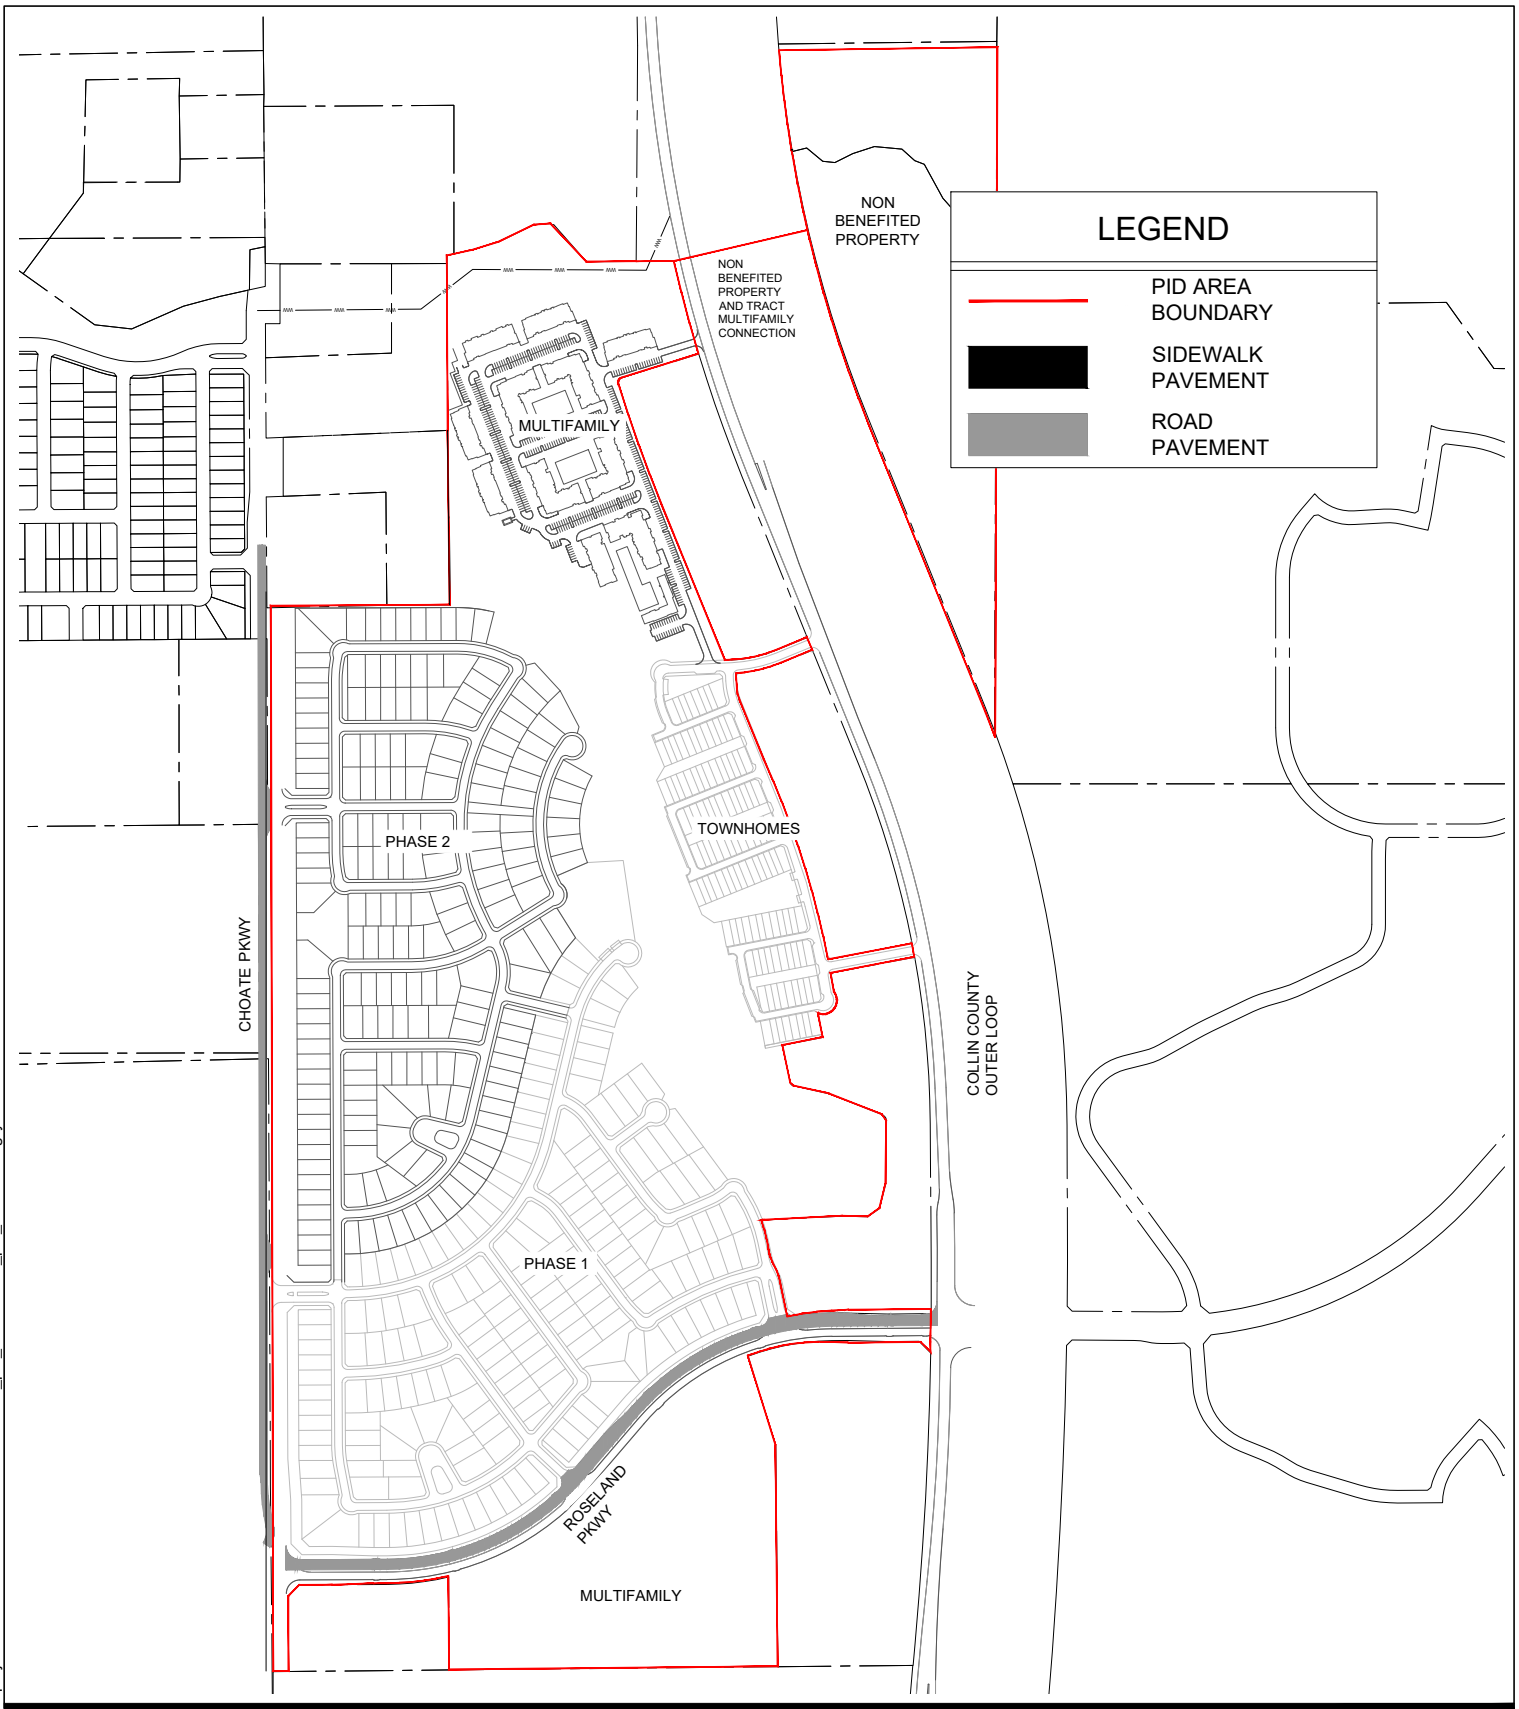 NON
BENEFITED
PROPERTY
LEGEND
PID AREA
BOUNDARY
SIDEWALK
PAVEMENT
ROAD
PAVEMENT
NON
BENEFITED
PROPERTY
AND TRACT
MULTIFAMILY
CONNECTION
MULTIFAMILY
TOWNHOMES
PHASE 2
CHOATE PKWY
COLLIN COUNTY
OUTER LOOP
PHASE 1
ROSELAND
PKWY
MULTIFAMILY